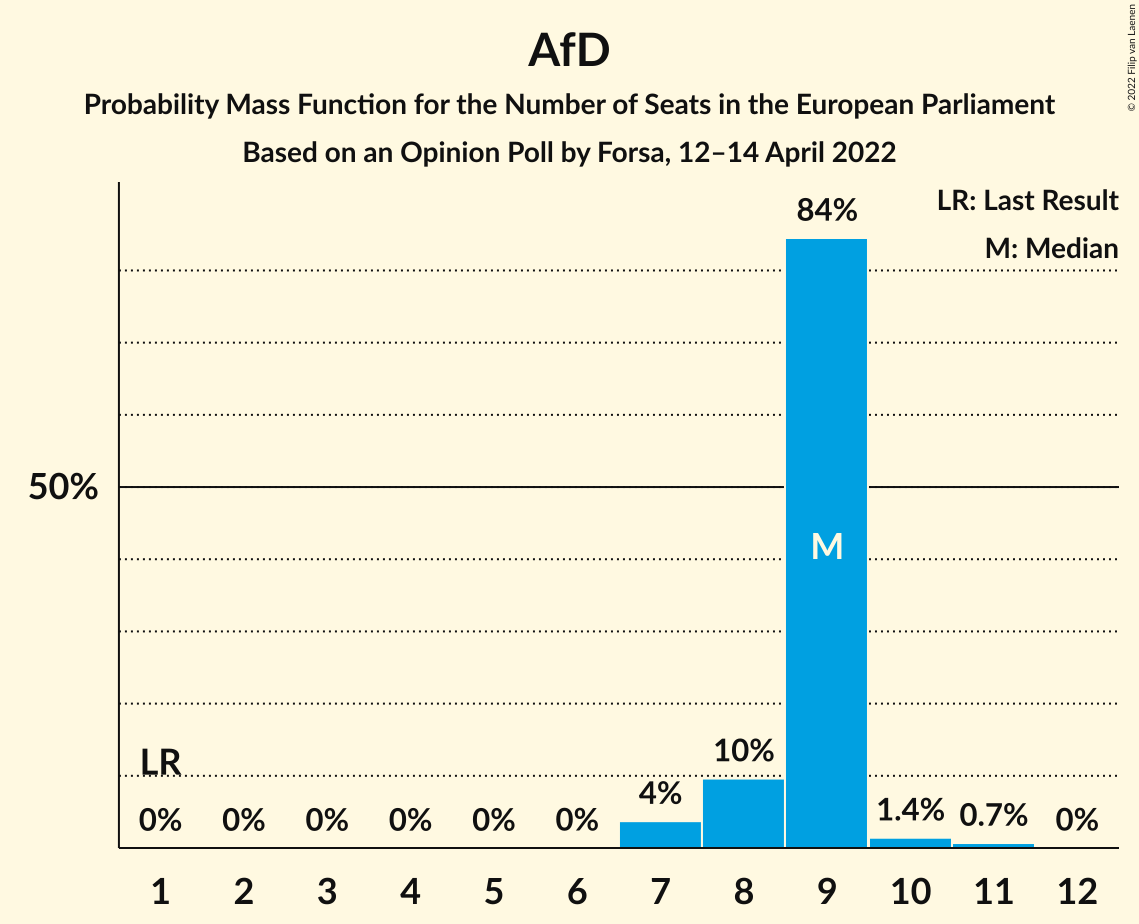 AfD
Probability Mass Function for the Number of Seats in the European Parliament
Based on an Opinion Poll by Forsa, 12–14 April 2022
© 2022 Filip van Laenen
LR: Last Result
M: Median
84%
50%
M
LR
0%
0%
0%
0%
0%
0%
4%
10%
1.4%
0.7%
0%
1 2 3 4 5 6 7 8 9 10 11 12